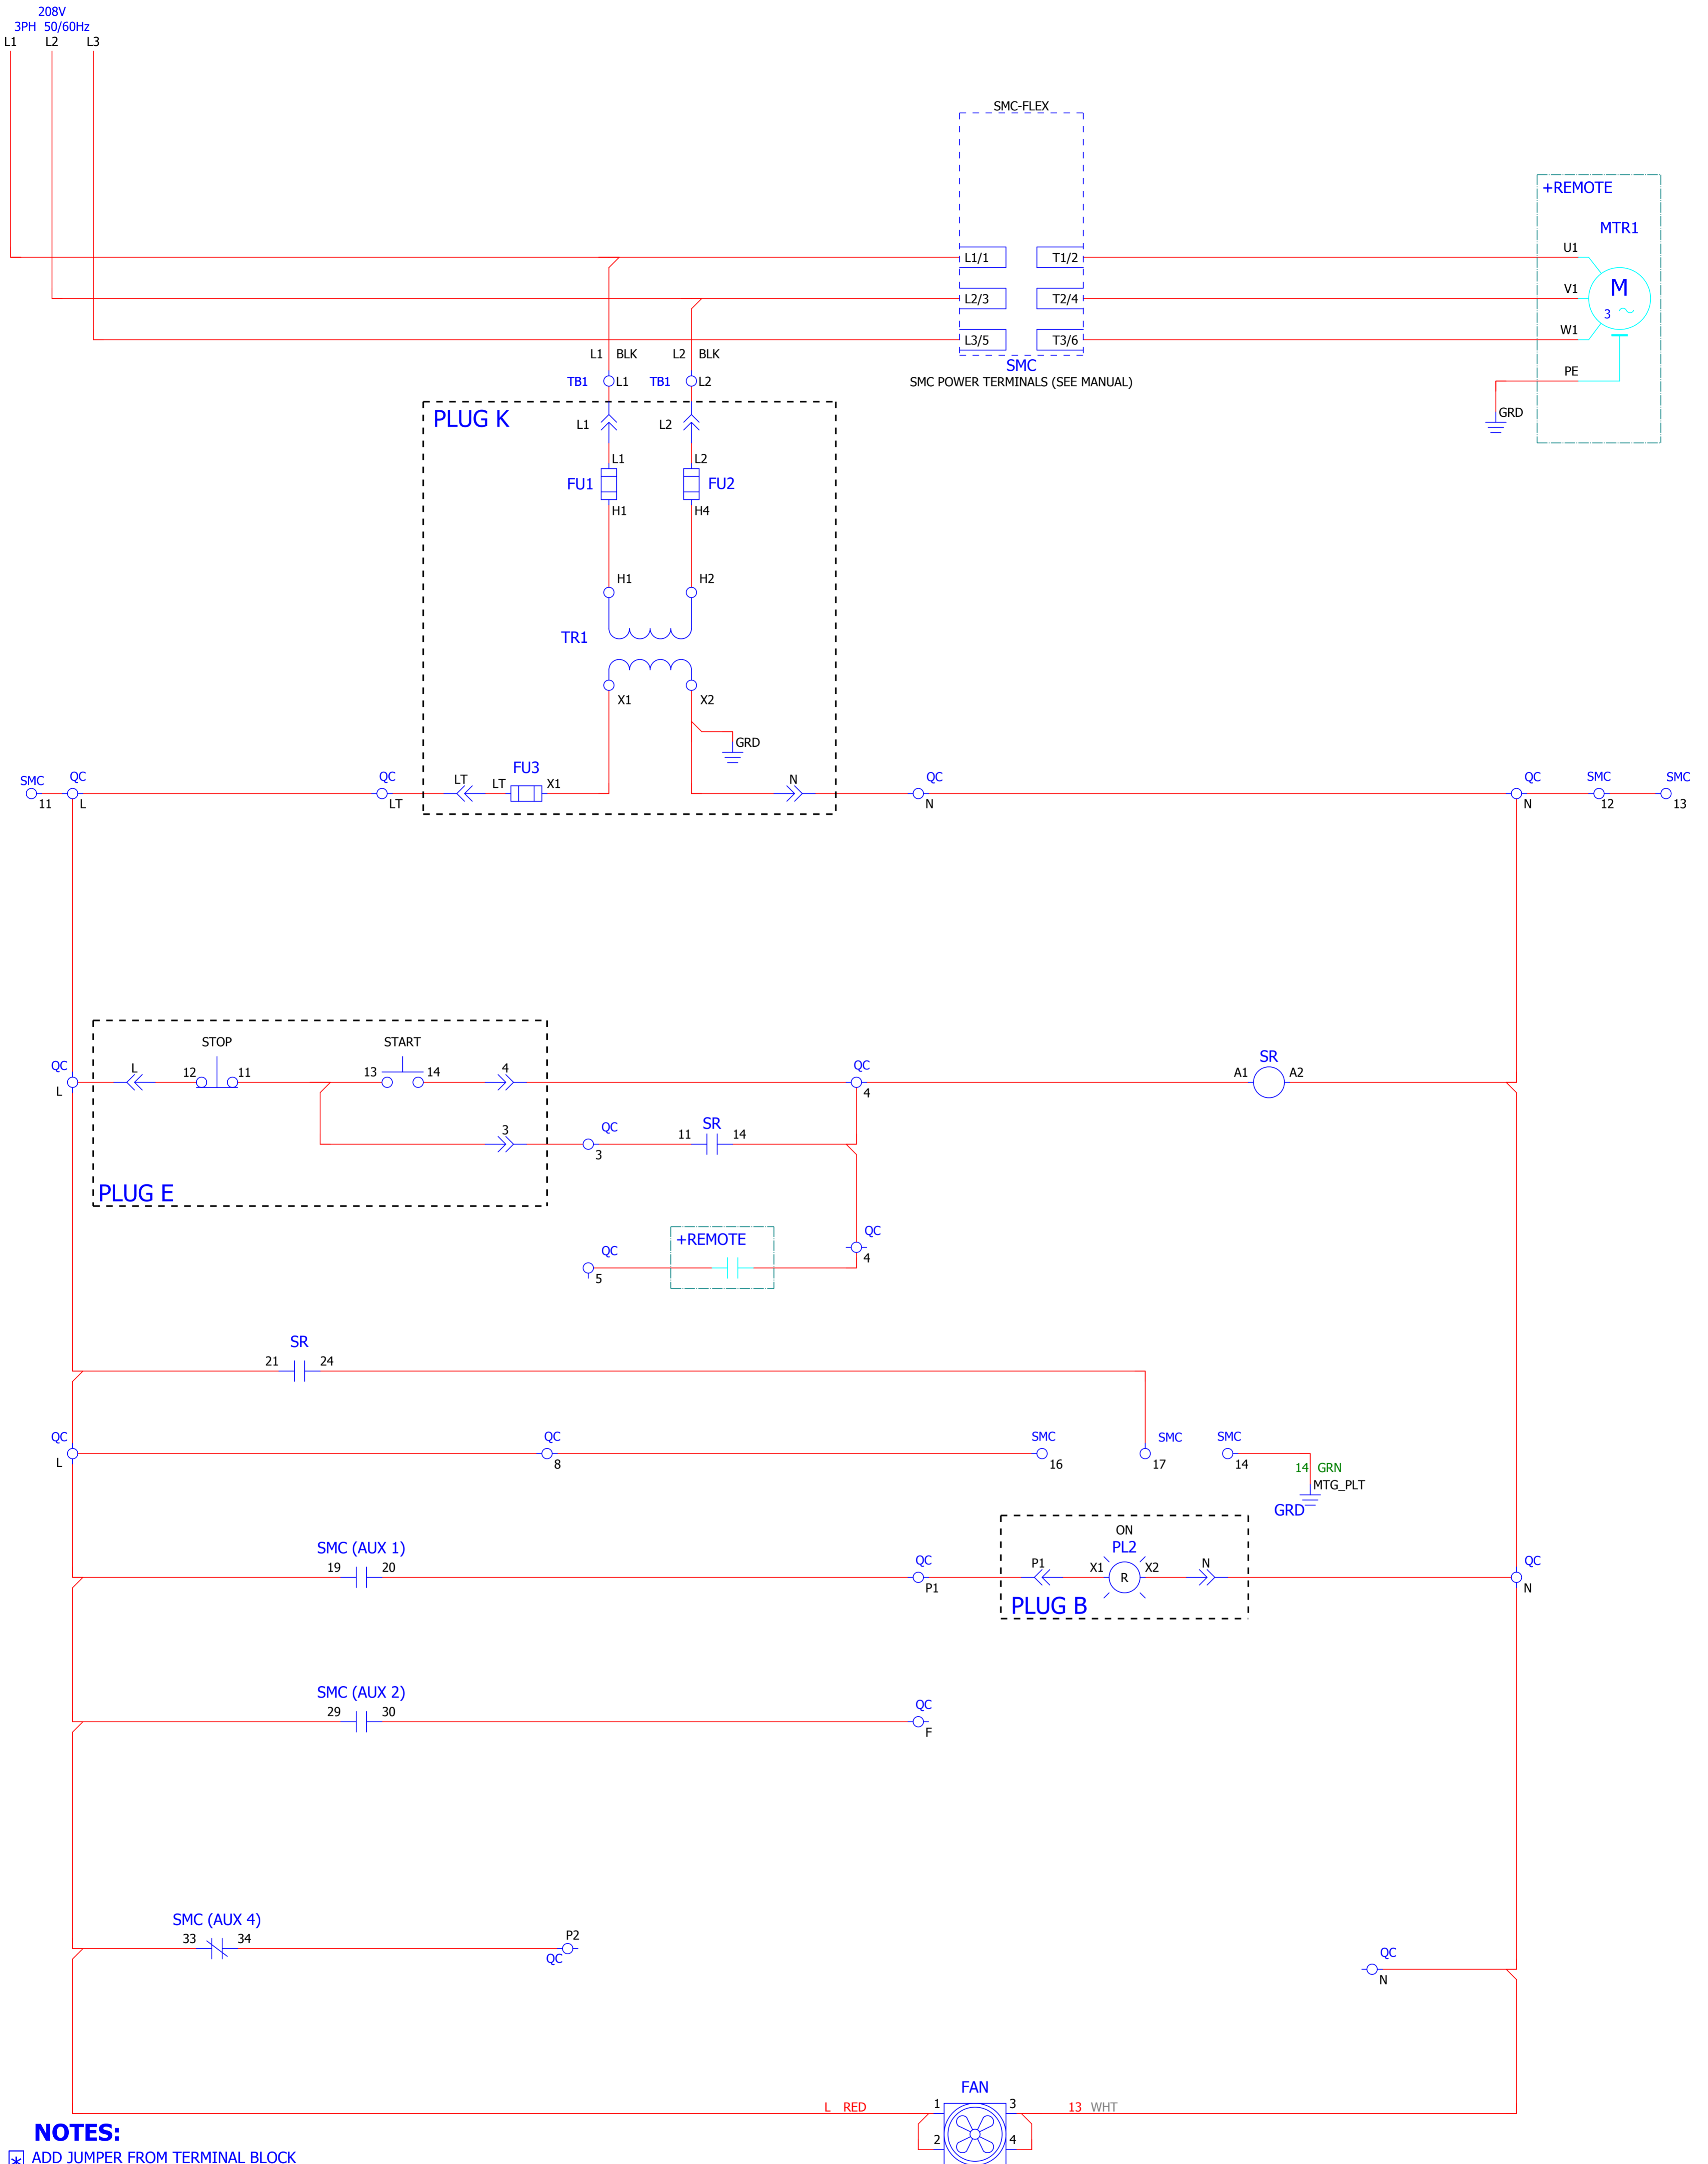 208V
3PH 50/60Hz
L1 L2 L3
SMC-FLEX
+REMOTE
MTR1
U1
L1/1 T1/2
V1 M
L2/3 T2/4
3
W1
L3/5 T3/6
L1 BLK L2 BLK
SMC
PE
TB1 L1 TB1 L2
SMC POWER TERMINALS (SEE MANUAL)
GRD
PLUG K
L1 L2
L1 L2
FU1 FU2
H1 H4
H1 H2
TR1
X1 X2
GRD
FU3
SMC QC QC LT LT X1 N QC QC SMC SMC
11 L LT N N 12 13
STOP START
QC L 12 11 13 14 4 QC SR
L 4 A1 A2
3 QC 11 SR 14
3
PLUG E
QC +REMOTE QC
5 4
SR
21 24
QC QC SMC SMC SMC
L 8 16 17 14
14 GRN
MTG_PLT
GRD
ON
SMC (AUX 1) PL2
19 20 QC P1 X1 R X2 N QC
P1 N
PLUG B
SMC (AUX 2)
29 30 QC
F
SMC (AUX 4)
33 34 P2
QC
QC
N
FAN
L RED 1 3 13 WHT
2 4
NOTES:
* ADD JUMPER FROM TERMINAL BLOCK